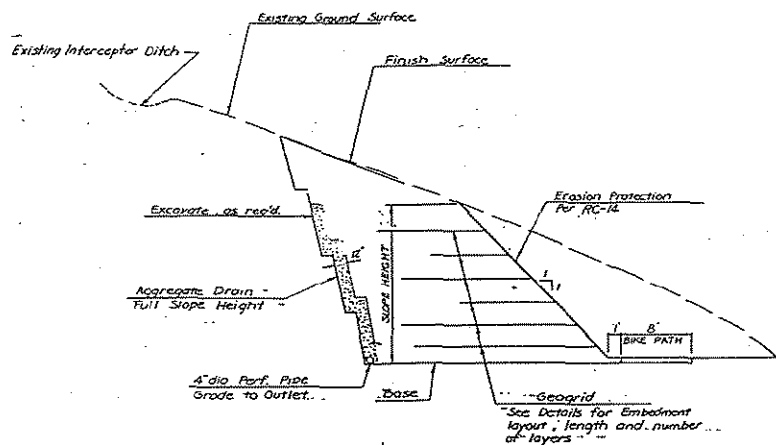 Existing Ground Surface
Existing Interceptor Ditch
Finish Surface
Excavate as req'd.
Erosion Protection
Per RC-14
12"
SLOPE HEIGHT
1
1
Aggregate Drain -
Full Slope Height
1'
8'
BIKE PATH
4" dia Perf. Pipe
Grade to Outlet
Base
Geogrid
See Details for Embedment
layout, length and number
of layers